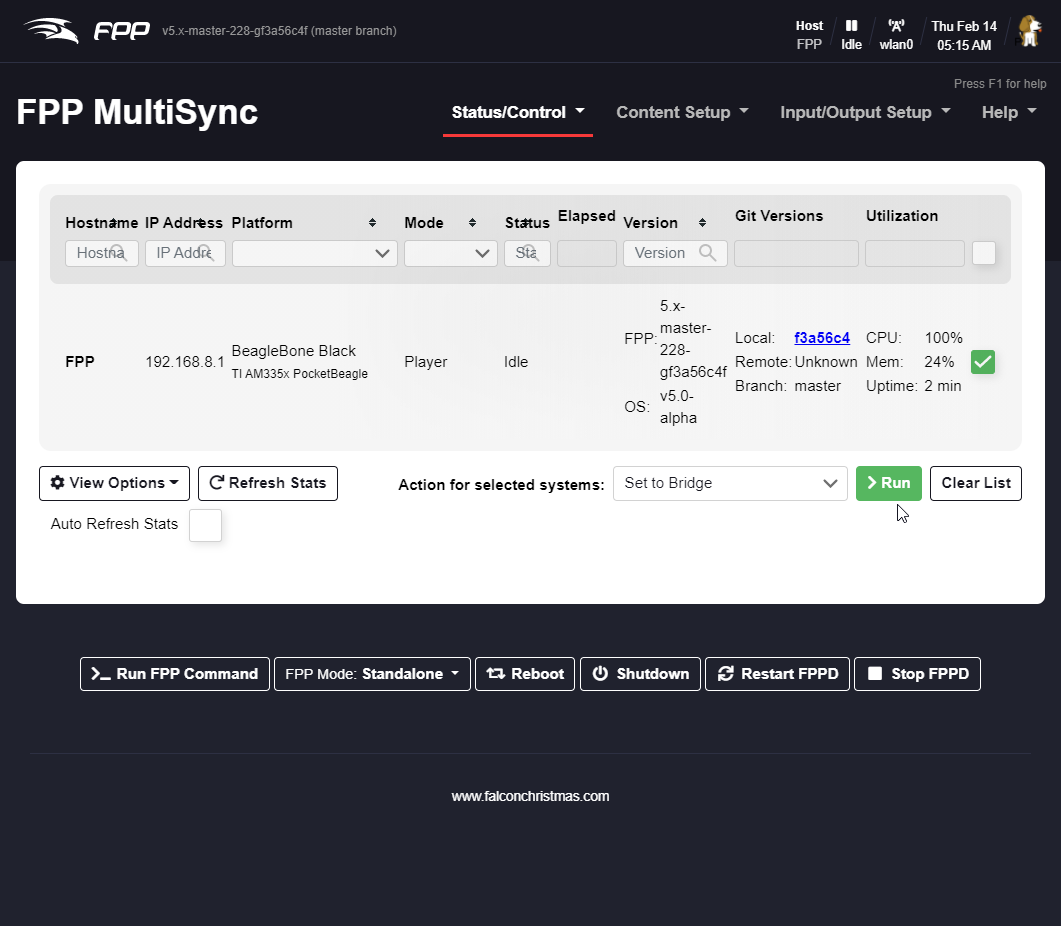 FPP
v5.x-master-228-gf3a56c4f (master branch)
Host
FPP
Idle
wlan0
Thu Feb 14
05:15 AM
Press F1 for help
FPP MultiSync
Status/Control
Content Setup
Input/Output Setup
Help
Hostname
IP Address
Platform
Mode
Status
Elapsed
Version
Git Versions
Utilization
Hostna
IP Addre
Sta
Version
FPP
192.168.8.1
BeagleBone Black
TI AM335x PocketBeagle
Player
Idle
FPP:
5.x-
master-
228-
gf3a56c4f
OS:
v5.0-
alpha
Local: f3a56c4
Remote: Unknown
Branch: master
CPU: 100%
Mem: 24%
Uptime: 2 min
View Options
Refresh Stats
Action for selected systems:
Set to Bridge
Run
Clear List
Auto Refresh Stats
Run FPP Command
FPP Mode: Standalone
Reboot
Shutdown
Restart FPPD
Stop FPPD
www.falconchristmas.com